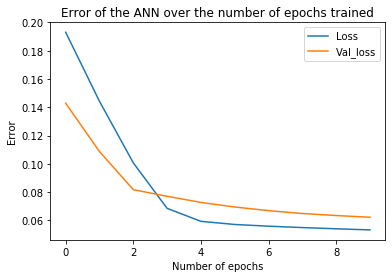 Error of the ANN over the number of epochs trained
Loss
Val_loss
Error
0.20
0.18
0.16
0.14
0.12
0.10
0.08
0.06
0 2 4 6 8
Number of epochs